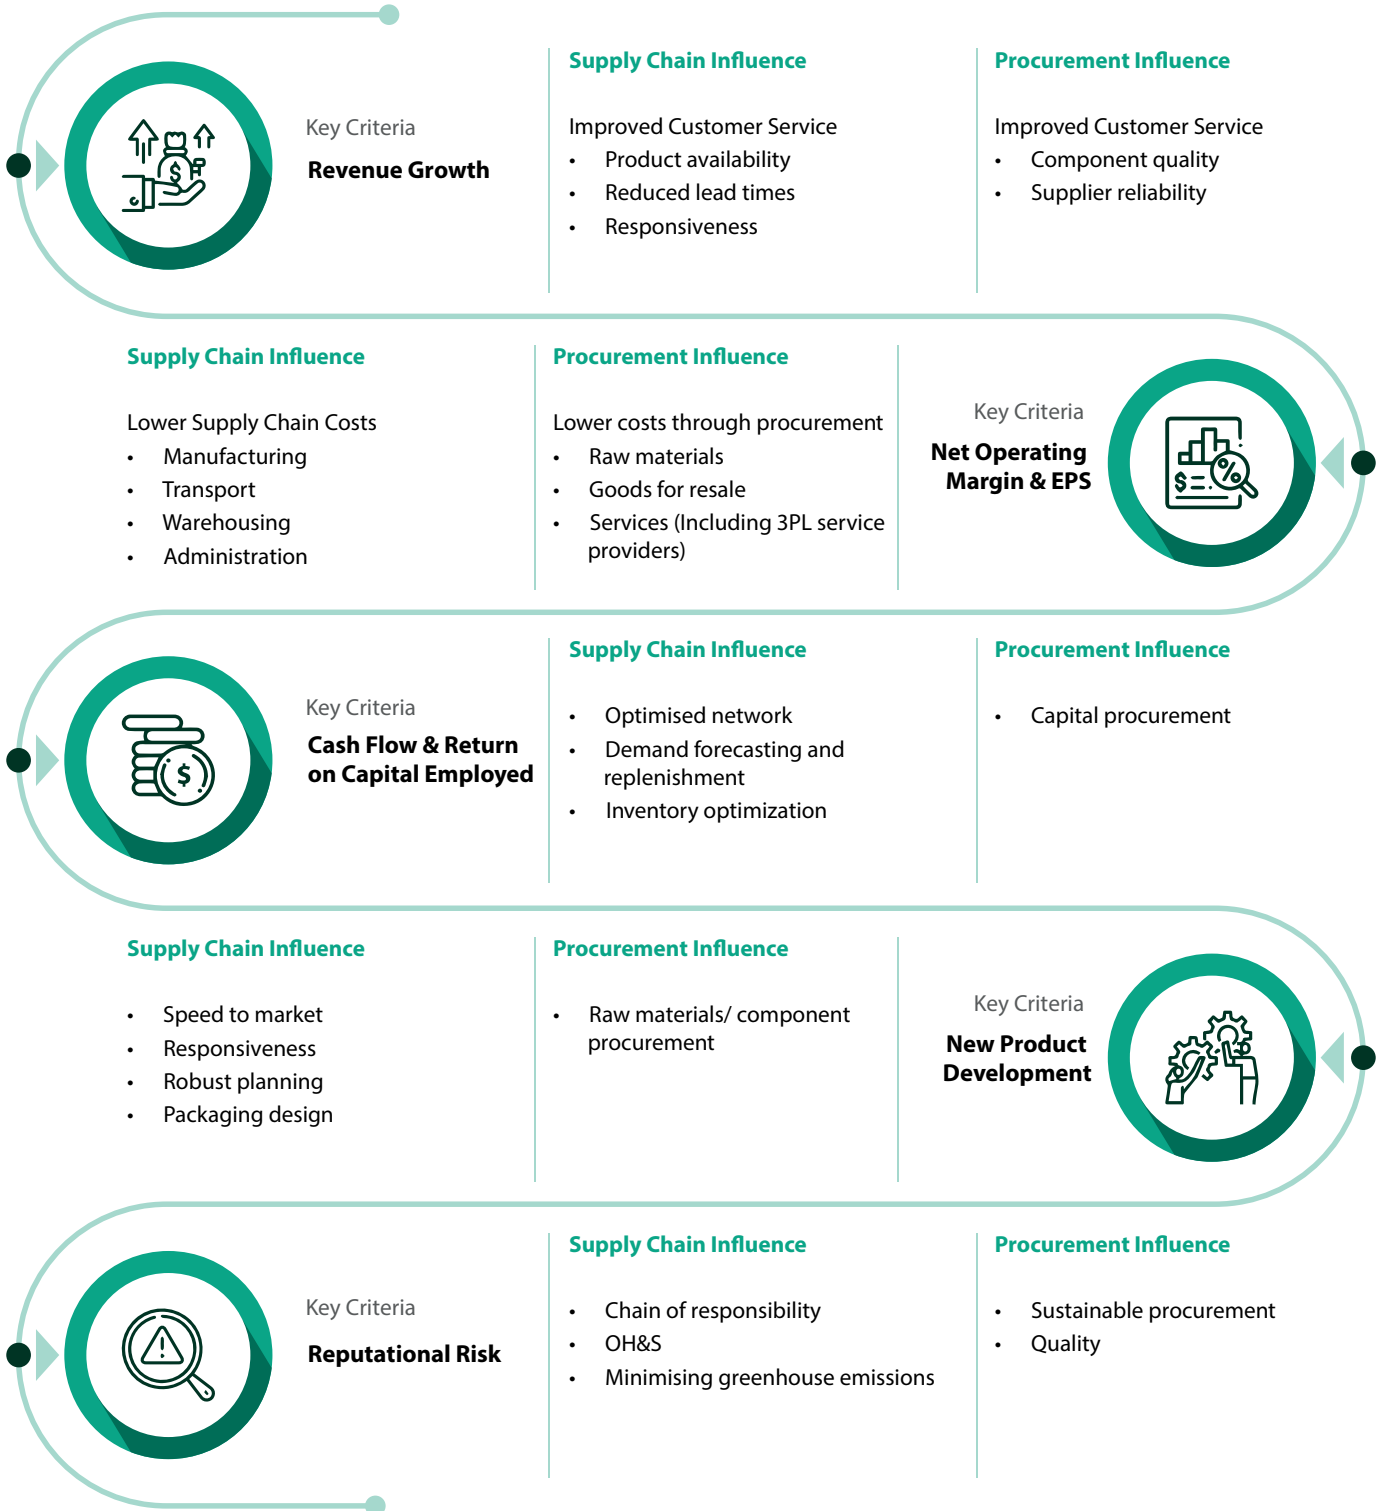 Key Criteria
Revenue Growth
Supply Chain Influence
Improved Customer Service
• Product availability
• Reduced lead times
• Responsiveness
Procurement Influence
Improved Customer Service
• Component quality
• Supplier reliability
Supply Chain Influence
Lower Supply Chain Costs
• Manufacturing
• Transport
• Warehousing
• Administration
Procurement Influence
Lower costs through procurement
• Raw materials
• Goods for resale
• Services (Including 3PL service
providers)
Key Criteria
Net Operating
Margin & EPS
Key Criteria
Cash Flow & Return
on Capital Employed
Supply Chain Influence
• Optimised network
• Demand forecasting and
replenishment
• Inventory optimization
Procurement Influence
• Capital procurement
Supply Chain Influence
• Speed to market
• Responsiveness
• Robust planning
• Packaging design
Procurement Influence
• Raw materials/ component
procurement
Key Criteria
New Product
Development
Key Criteria
Reputational Risk
Supply Chain Influence
• Chain of responsibility
• OH&S
• Minimising greenhouse emissions
Procurement Influence
• Sustainable procurement
• Quality